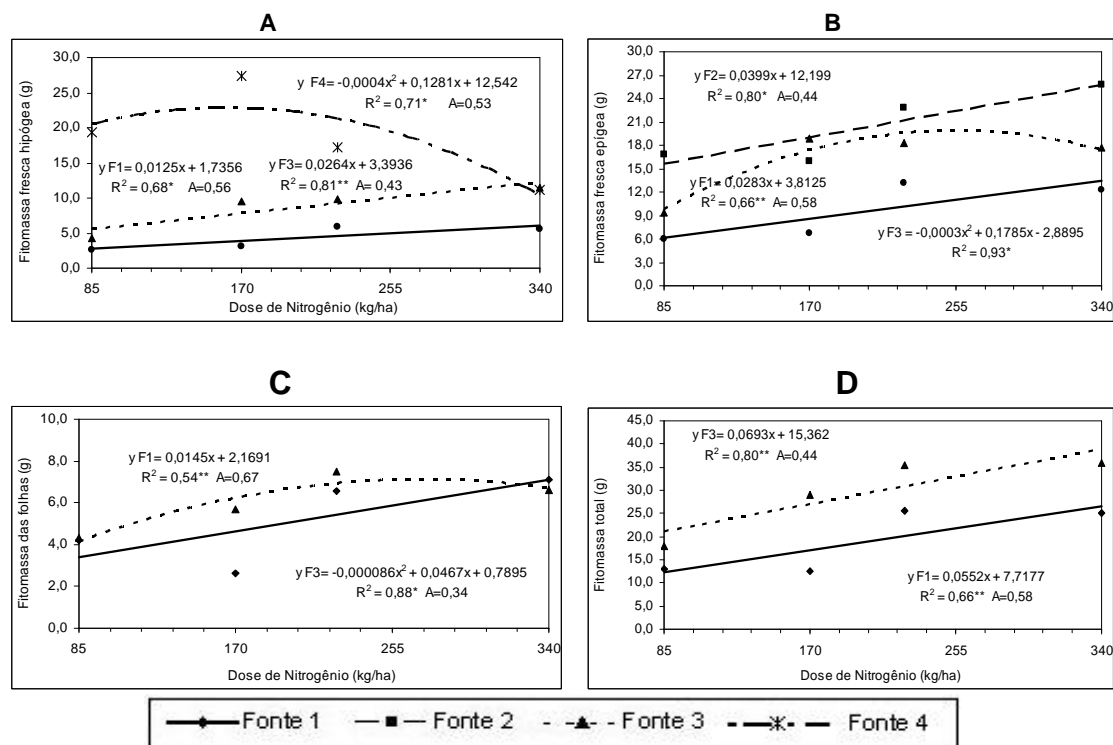 A
Fitomassa fresca hipógea (g)
30,0
25,0
20,0
15,0
10,0
5,0
0,0
y F4= -0,0004x² + 0,1281x + 12,542
R² = 0,71* A=0,53
y F1= 0,0125x + 1,7356
R² = 0,68* A=0,56
y F3= 0,0264x + 3,3936
R² = 0,81** A= 0,43
85 170 255 340
Dose de Nitrogênio (kg/ha)
B
Fitomassa fresca epígea (g)
30,0
27,0
24,0
21,0
18,0
15,0
12,0
9,0
6,0
3,0
0,0
y F2= 0,0399x + 12,199
R² = 0,80* A=0,44
y F1= 0,0283x + 3,8125
R² = 0,66** A=0,58
y F3 = -0,0003x² + 0,1785x - 2,8895
R² = 0,93*
85 170 255 340
Dose de Nitrogênio (kg/ha)
C
Fitomassa das folhas (g)
10,0
8,0
6,0
4,0
2,0
0,0
y F1= 0,0145x + 2,1691
R² = 0,54** A=0,67
y F3= -0,000086x² + 0,0467x + 0,7895
R² = 0,88* A=0,34
85 170 255 340
Dose de Nitrogênio (kg/ha)
D
Fitomassa total (g)
45,0
40,0
35,0
30,0
25,0
20,0
15,0
10,0
5,0
0,0
y F3= 0,0693x + 15,362
R² = 0,80** A=0,44
y F1= 0,0552x + 7,7177
R² = 0,66** A=0,58
85 170 255 340
Dose de Nitrogênio (kg/ha)
Fonte 1 Fonte 2 Fonte 3 Fonte 4